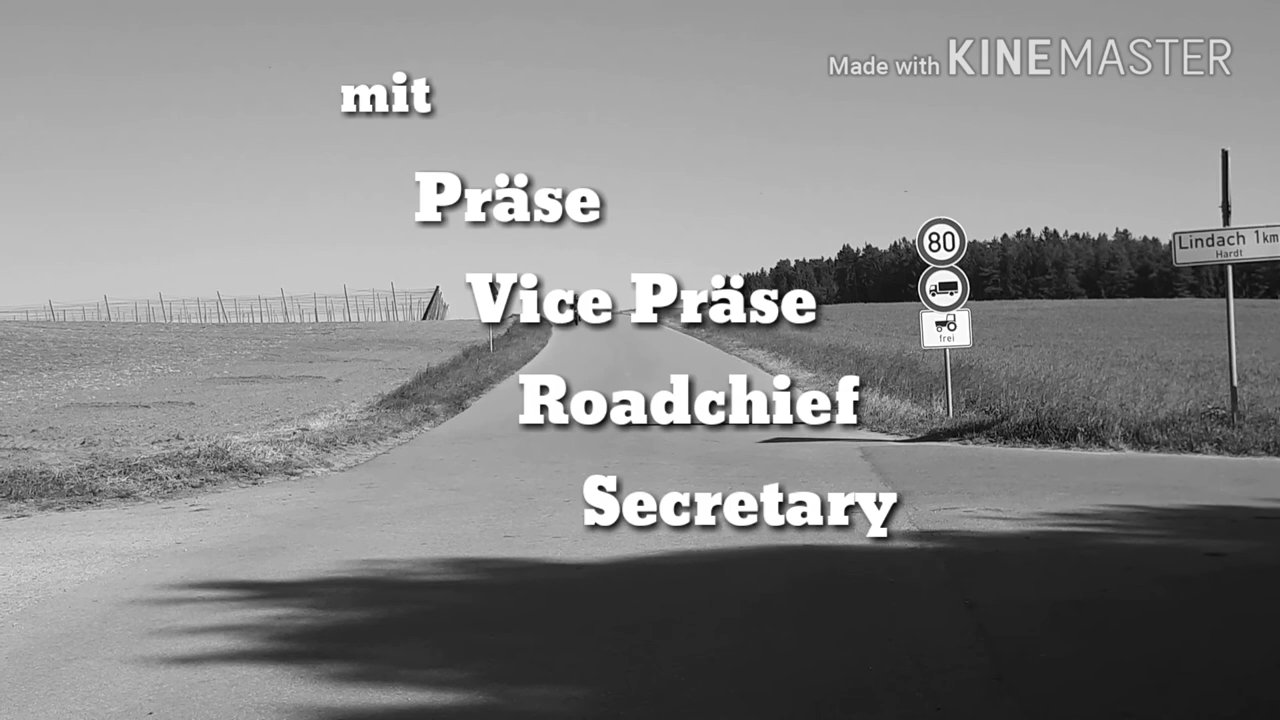 Made with KINEMASTER
mit
Präse
Vice Präse
Roadchief
Secretary
80
frei
Lindach 1km
Hardt